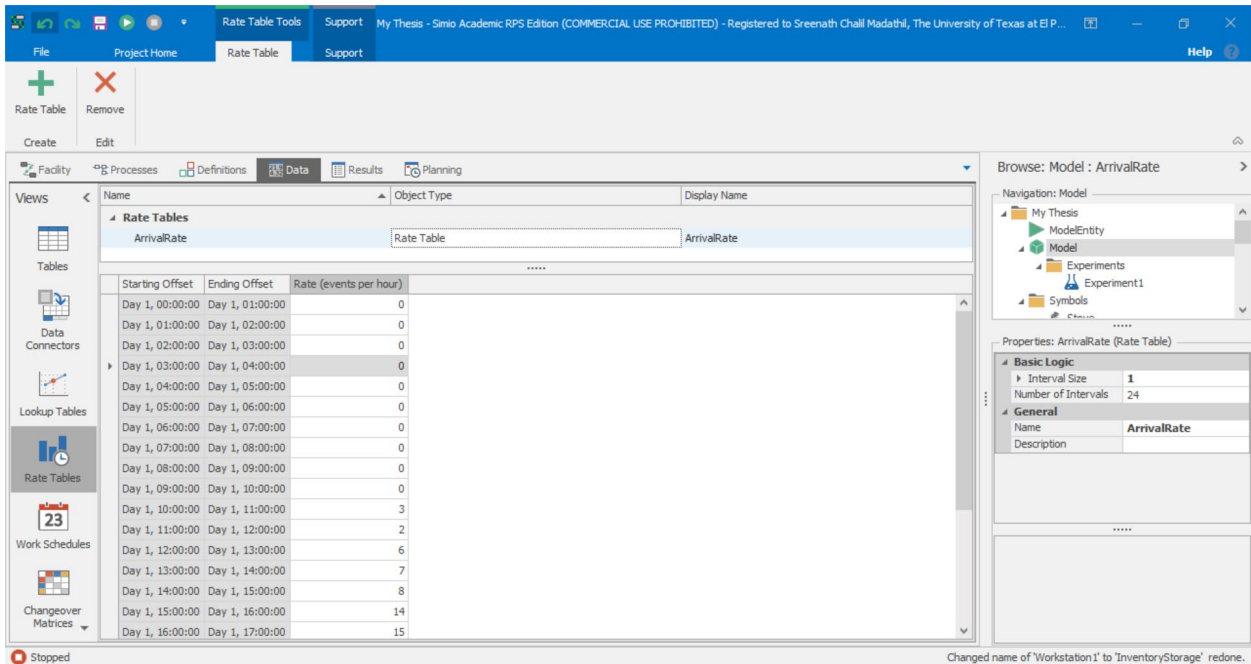 Rate Table Tools Support My Thesis - Simio Academic RPS Edition (COMMERCIAL USE PROHIBITED) - Registered to Sreenath Chalil Madathil, The University of Texas at El P...
File Project Home Rate Table Support Help
Rate Table Remove
Create Edit
Facility Processes Definitions Data Results Planning
Views
Tables
Data
Connectors
Lookup Tables
Rate Tables
23
Work Schedules
Changeover
Matrices
Name Object Type Display Name
Rate Tables
ArrivalRate Rate Table ArrivalRate
Starting Offset Ending Offset Rate (events per hour)
Day 1, 00:00:00 Day 1, 01:00:00 0
Day 1, 01:00:00 Day 1, 02:00:00 0
Day 1, 02:00:00 Day 1, 03:00:00 0
Day 1, 03:00:00 Day 1, 04:00:00 0
Day 1, 04:00:00 Day 1, 05:00:00 0
Day 1, 05:00:00 Day 1, 06:00:00 0
Day 1, 06:00:00 Day 1, 07:00:00 0
Day 1, 07:00:00 Day 1, 08:00:00 0
Day 1, 08:00:00 Day 1, 09:00:00 0
Day 1, 09:00:00 Day 1, 10:00:00 0
Day 1, 10:00:00 Day 1, 11:00:00 3
Day 1, 11:00:00 Day 1, 12:00:00 2
Day 1, 12:00:00 Day 1, 13:00:00 6
Day 1, 13:00:00 Day 1, 14:00:00 7
Day 1, 14:00:00 Day 1, 15:00:00 8
Day 1, 15:00:00 Day 1, 16:00:00 14
Day 1, 16:00:00 Day 1, 17:00:00 15
Browse: Model : ArrivalRate
Navigation: Model
My Thesis
ModelEntity
Model
Experiments
Experiment1
Symbols
Properties: ArrivalRate (Rate Table)
Basic Logic
Interval Size 1
Number of Intervals 24
General
Name ArrivalRate
Description
Stopped Changed name of 'Workstation1' to 'InventoryStorage' redone.